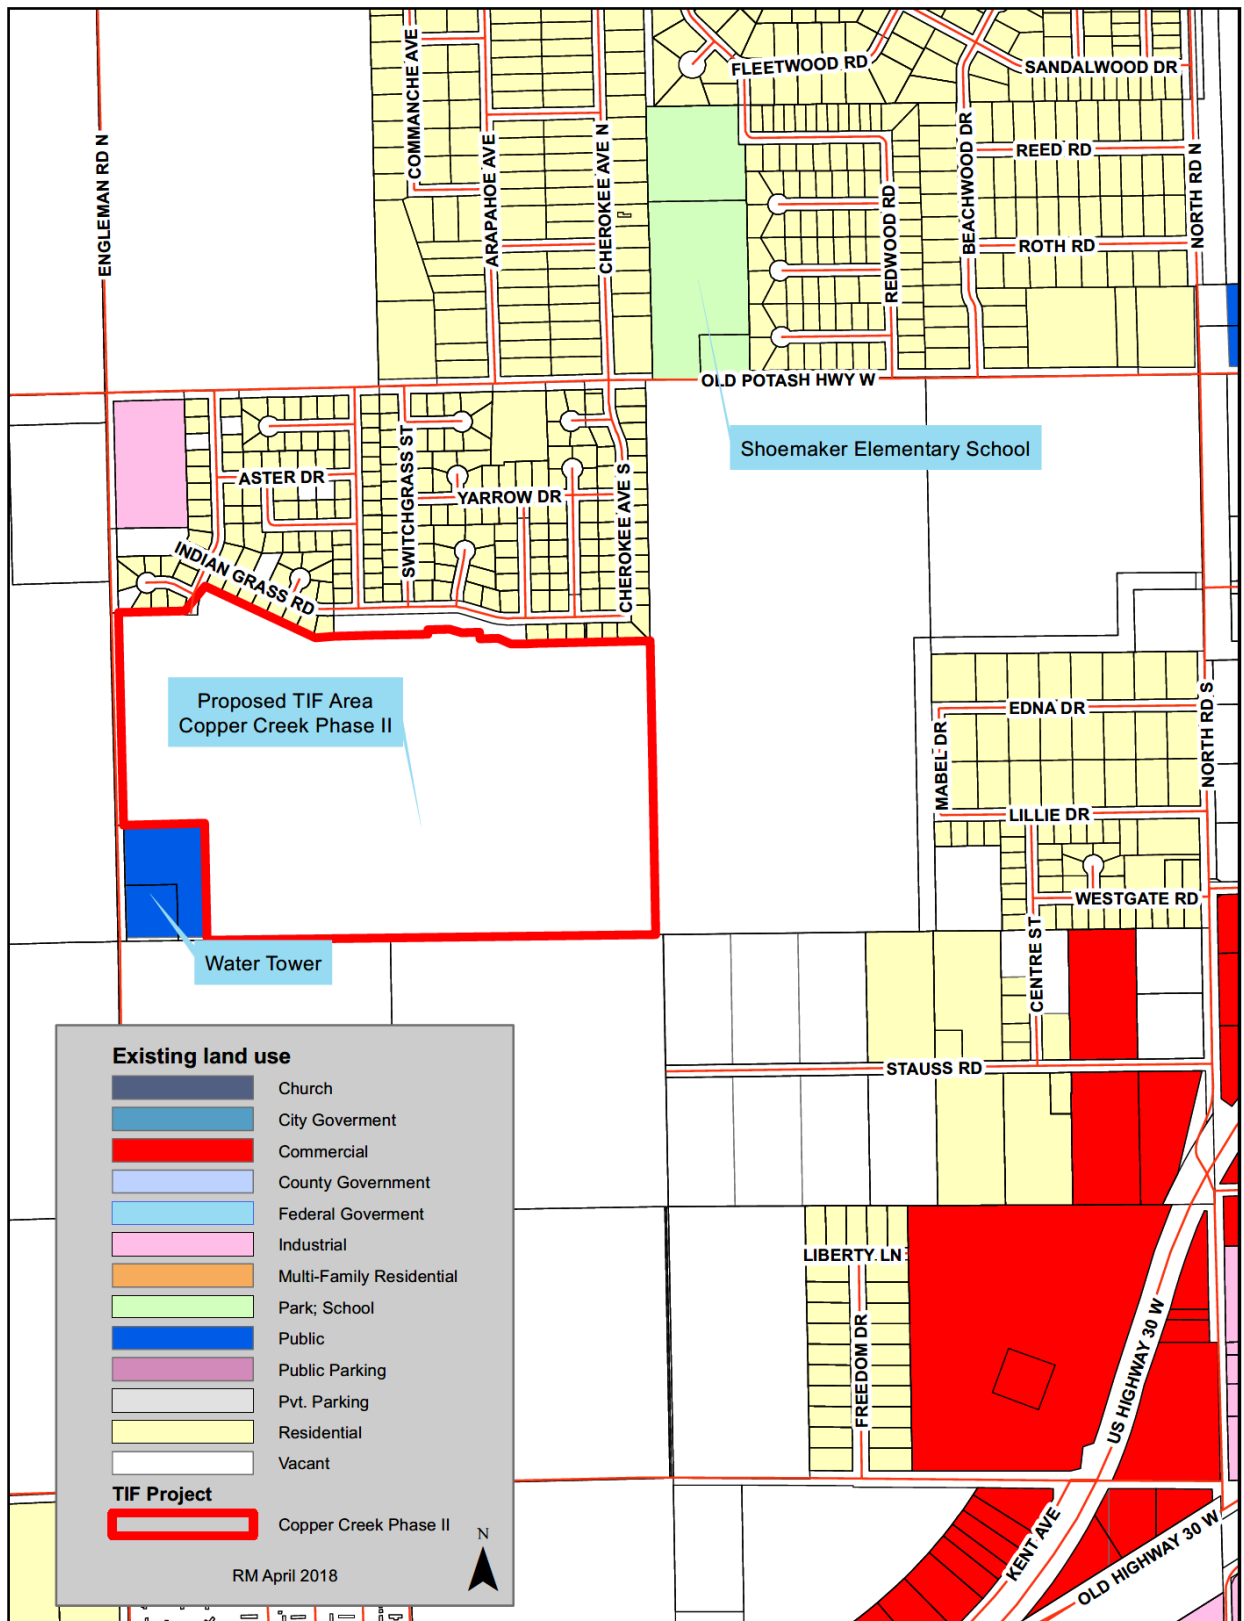 COMMANCHE AVE
ARAPAHOE AVE
CHEROKEE AVE N
FLEETWOOD RD
SANDALWOOD DR
BEACHWOOD DR
REED RD
NORTH RD N
ENGLEMAN RD N
REDWOOD RD
ROTH RD
OLD POTASH HWY W
Shoemaker Elementary School
ASTER DR
SWITCHGRASS ST
YARROW DR
CHEROKEE AVE S
INDIAN GRASS RD
Proposed TIF Area
Copper Creek Phase II
EDNA DR
MABEL DR
NORTH RD S
LILLIE DR
WESTGATE RD
CENTRE ST
Water Tower
STAUSS RD
LIBERTY LN
FREEDOM DR
US HIGHWAY 30 W
KENT AVE
OLD HIGHWAY 30 W
Existing land use
Church
City Goverment
Commercial
County Government
Federal Goverment
Industrial
Multi-Family Residential
Park; School
Public
Public Parking
Pvt. Parking
Residential
Vacant
TIF Project
Copper Creek Phase II
N
RM April 2018